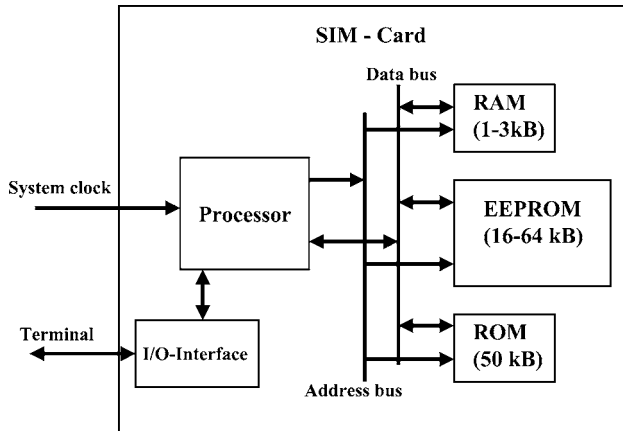 SIM - Card
Data bus
RAM
(1-3kB)
System clock
Processor
EEPROM
(16-64 kB)
Terminal
I/O-Interface
ROM
(50 kB)
Address bus